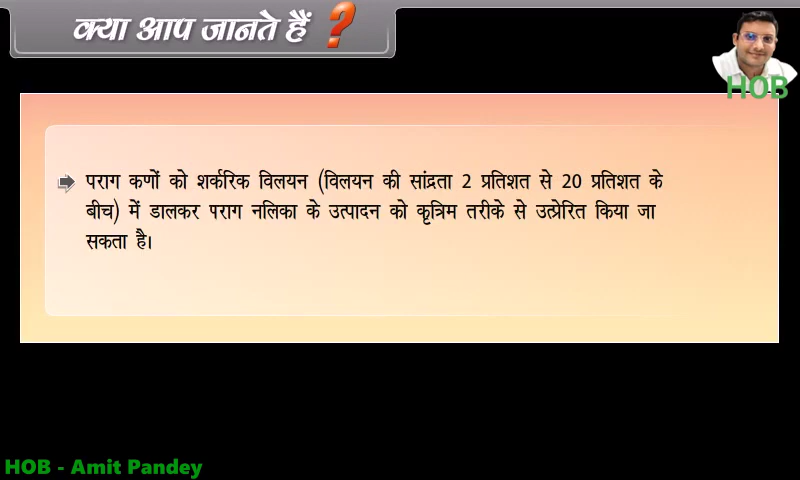 क्या आप जानते हैं ?
HOB
पराग कणों को शर्करिक विलयन (विलयन की सांद्रता 2 प्रतिशत से 20 प्रतिशत के
बीच) में डालकर पराग नलिका के उत्पादन को कृत्रिम तरीके से उत्प्रेरित किया जा
सकता है।
HOB - Amit Pandey